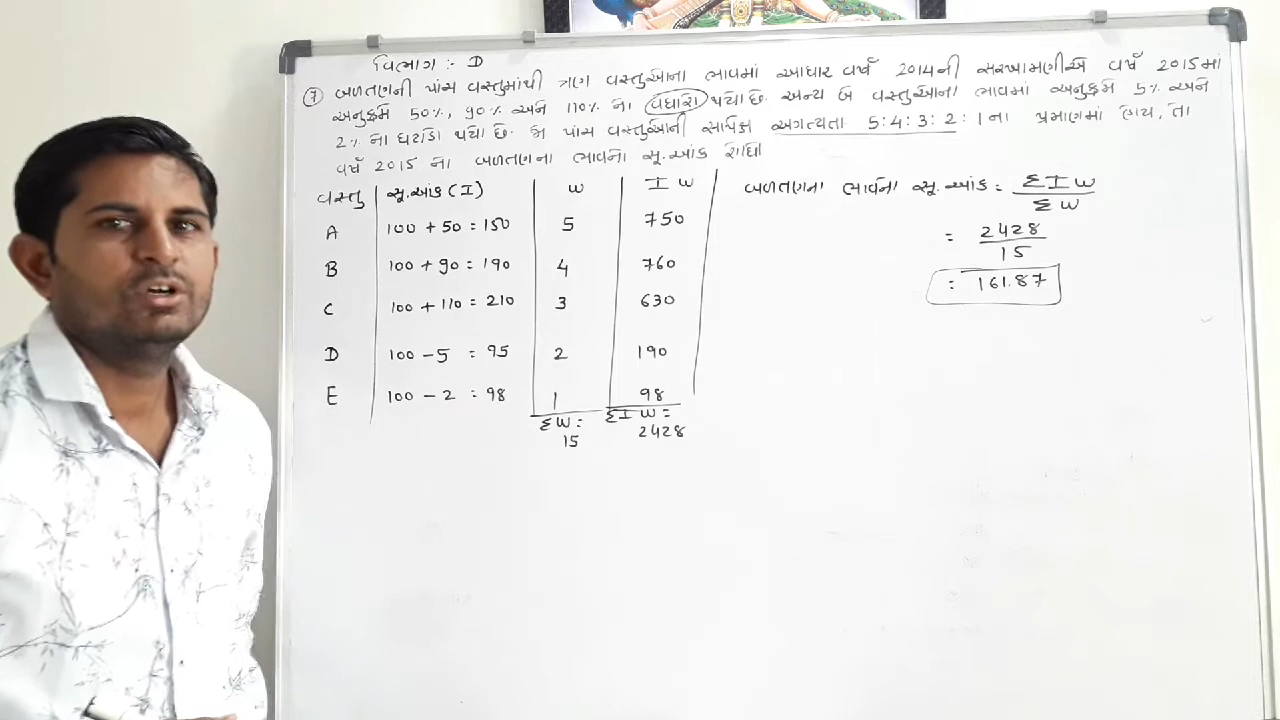 વિભાગ :- D
(7) બળતણની પાંચ વસ્તુમાંથી ત્રણ વસ્તુઓના ભાવમાં આધાર વર્ષ 2014ની સરખામણીએ વર્ષ 2015માં
અનુક્રમે 50%, 90% અને 110% નો વધારો થયો છે. અન્ય બે વસ્તુઓના ભાવમાં અનુક્રમે 5% અને
2% નો ઘટાડો થયો છે. જો પાંચ વસ્તુઓની સાપેક્ષ અગત્યતા 5:4:3:2:1ના પ્રમાણમાં હોય, તો
વર્ષ 2015 નો બળતણના ભાવનો સૂ.આંક શોધો
વસ્તુ સૂ.આંક (I) W I W
A 100 + 50 = 150 5 750
B 100 + 90 = 190 4 760
C 100 + 110 = 210 3 630
D 100 - 5 = 95 2 190
E 100 - 2 = 98 1 98
ΣW = 15 ΣIW = 2428
બળતણના ભાવનો સૂ.આંક = ΣIW / ΣW
= 2428 / 15
= 161.87